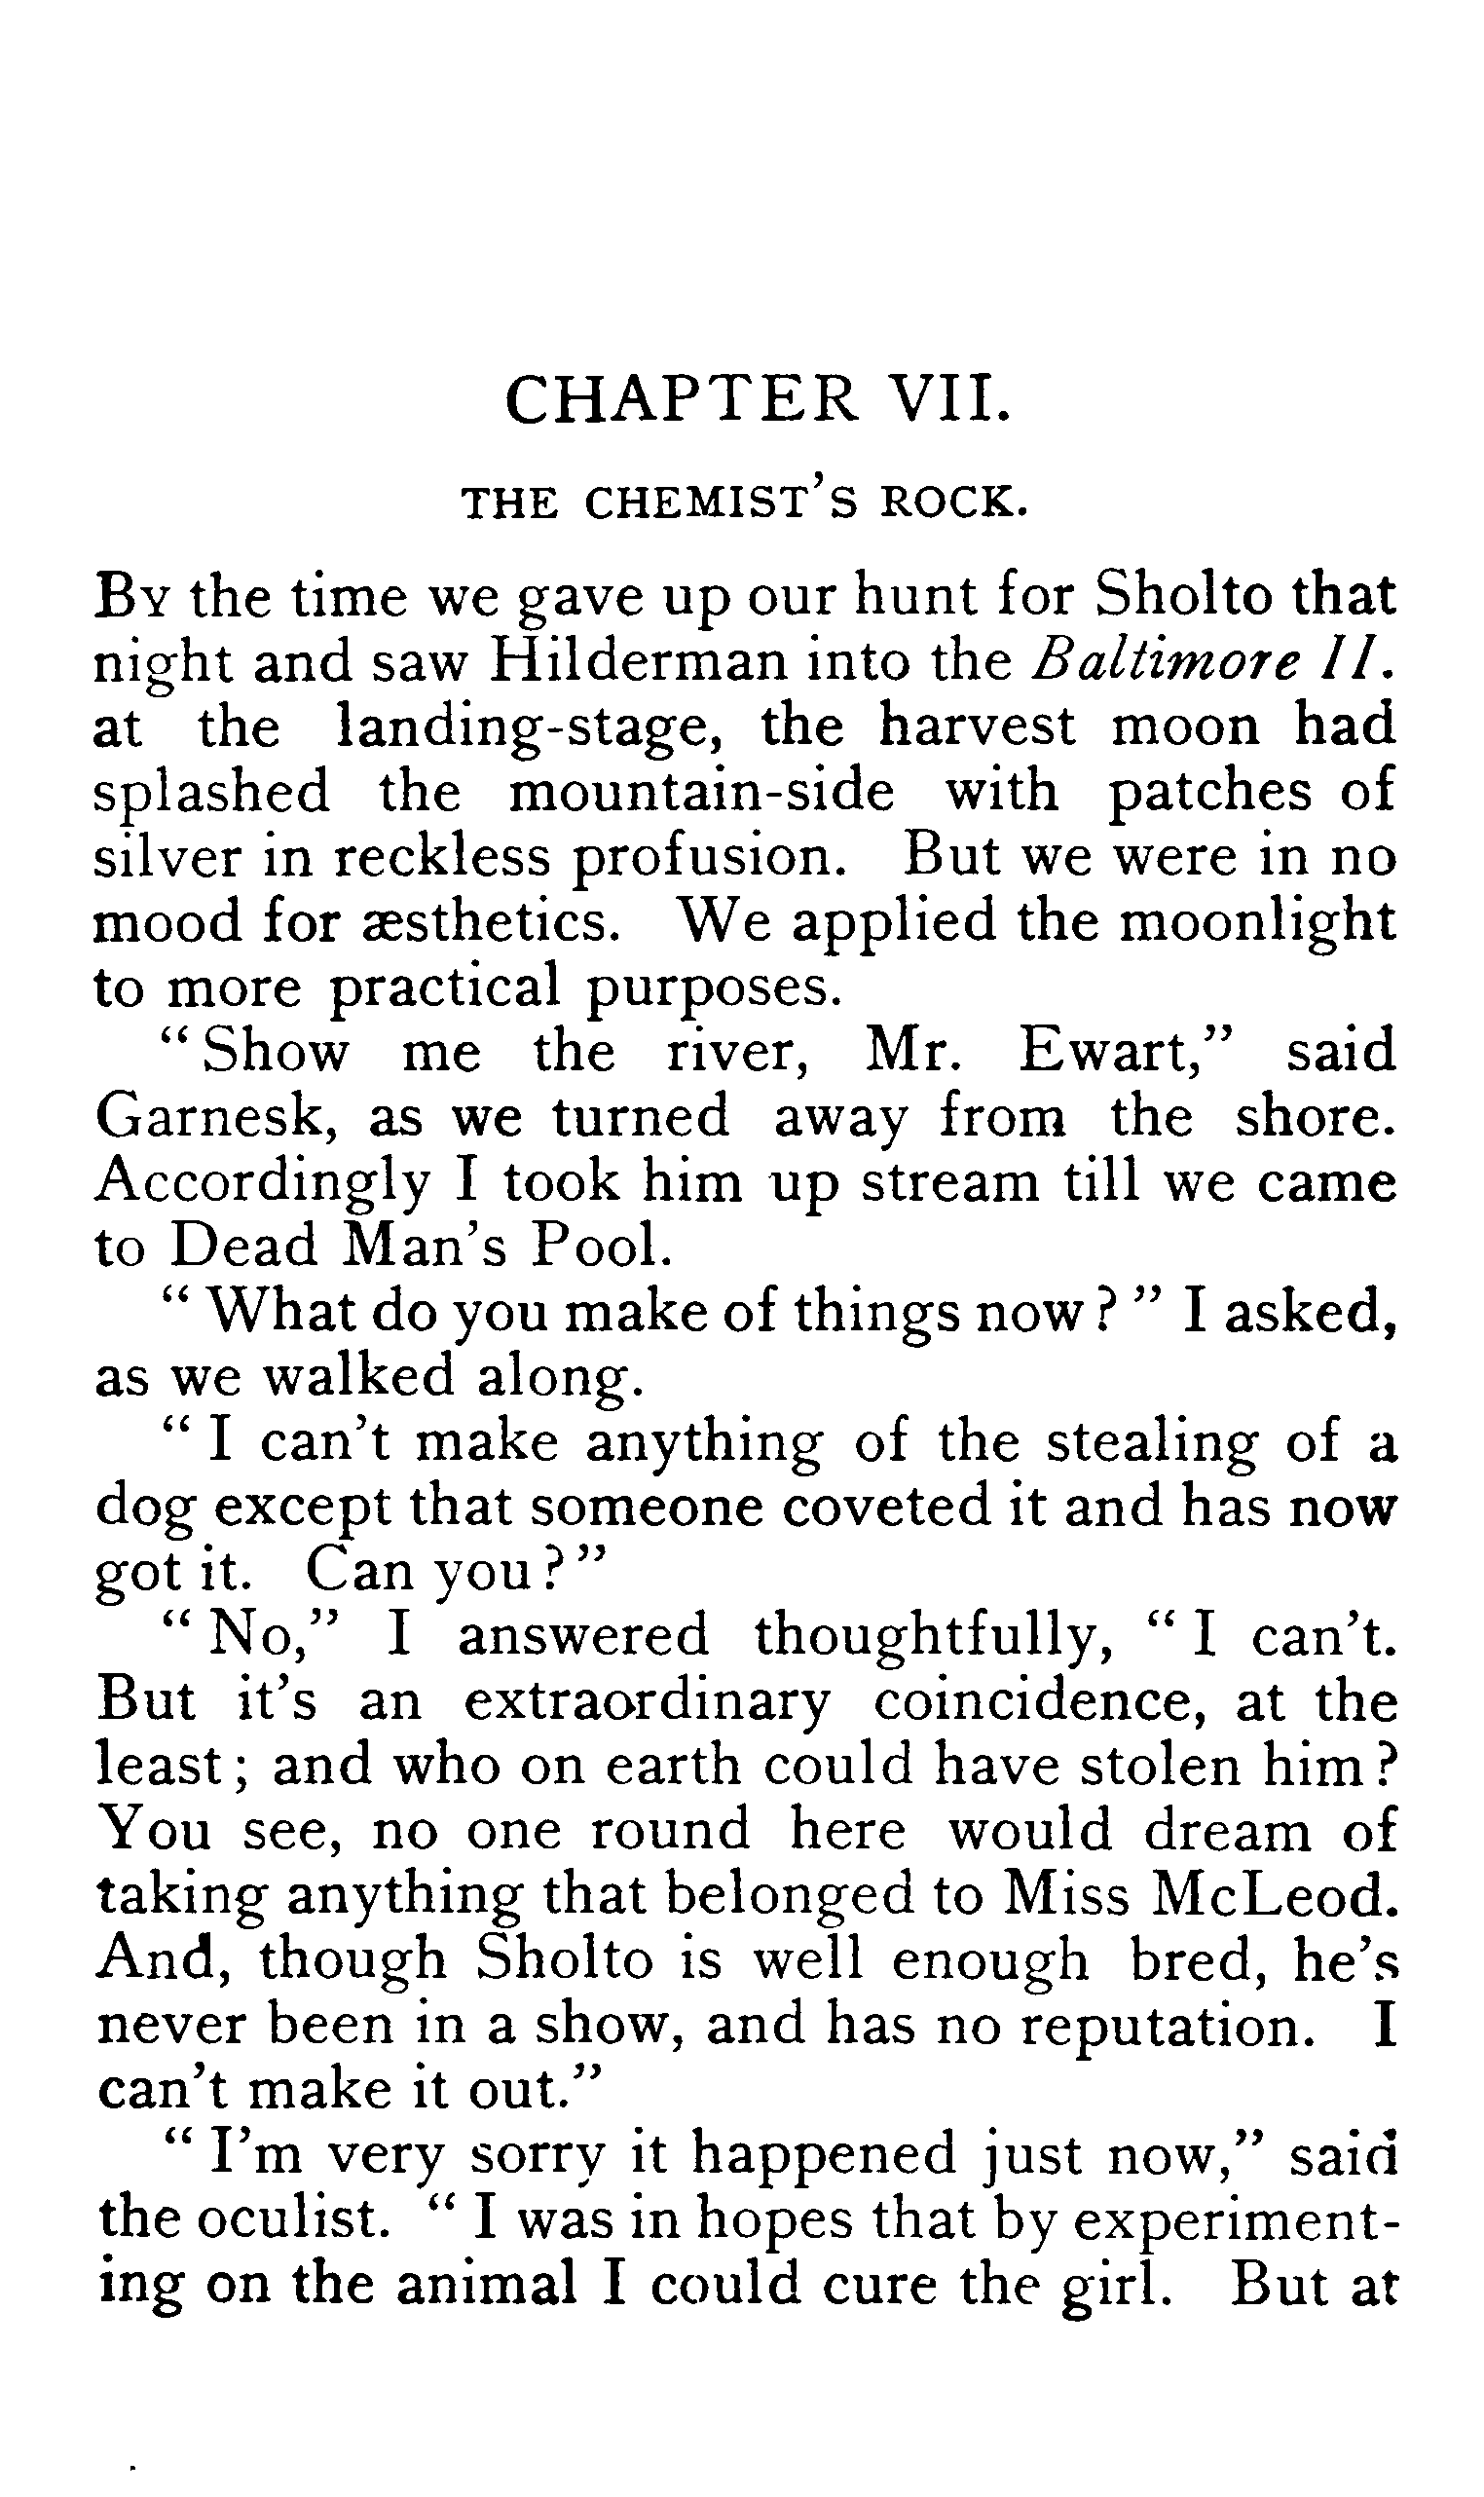 CHAPTER VII.
THE CHEMIST'S ROCK.
By the time we gave up our hunt for Sholto that
night and saw Hilderman into the Baltimore II.
at the landing-stage, the harvest moon had
splashed the mountain-side with patches of
silver in reckless profusion. But we were in no
mood for æsthetics. We applied the moonlight
to more practical purposes.
“Show me the river, Mr. Ewart,” said
Garnesk, as we turned away from the shore.
Accordingly I took him up stream till we came
to Dead Man's Pool.
“What do you make of things now?” I asked,
as we walked along.
“I can't make anything of the stealing of a
dog except that someone coveted it and has now
got it. Can you?”
“No,” I answered thoughtfully, “I can't.
But it's an extraordinary coincidence, at the
least; and who on earth could have stolen him?
You see, no one round here would dream of
taking anything that belonged to Miss McLeod.
And, though Sholto is well enough bred, he's
never been in a show, and has no reputation. I
can't make it out.”
“I'm very sorry it happened just now,” said
the oculist. “I was in hopes that by experiment-
ing on the animal I could cure the girl. But at